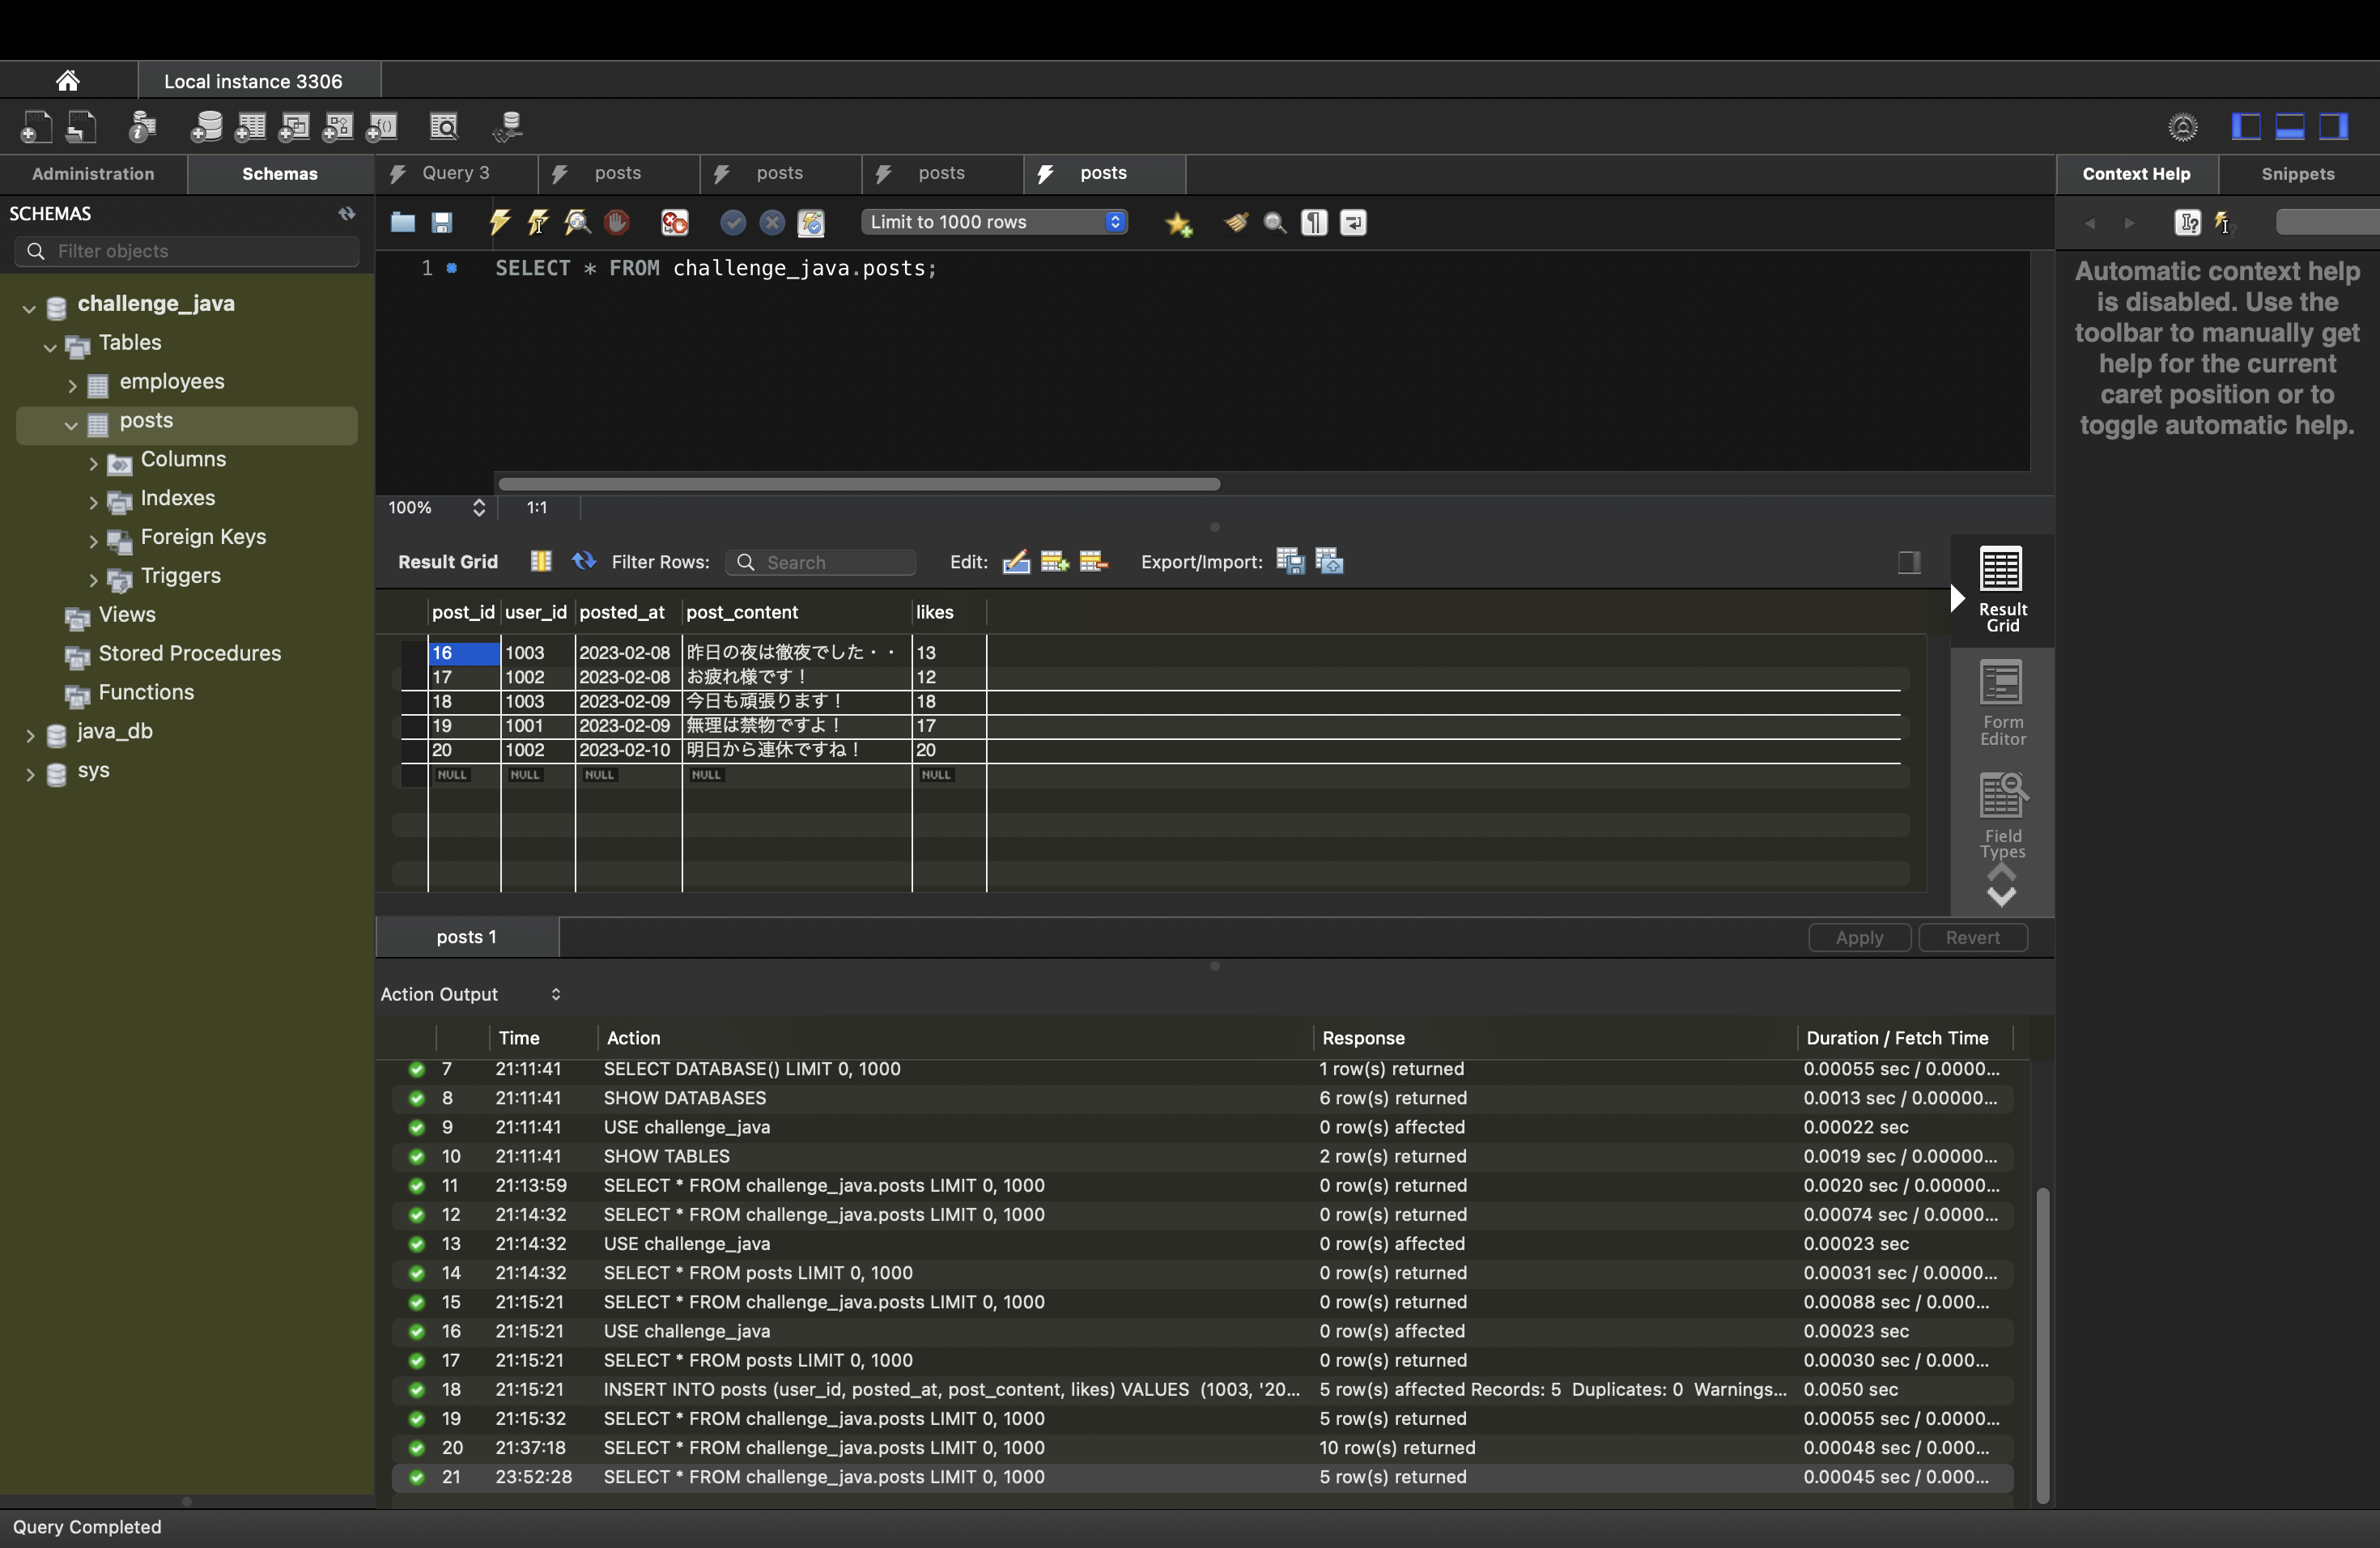 Local instance 3306
Administration
Schemas
Query 3
posts
posts
posts
posts
Context Help
Snippets
SCHEMAS
Filter objects
Limit to 1000 rows
1
SELECT * FROM challenge_java.posts;
Automatic context help
is disabled. Use the
toolbar to manually get
help for the current
caret position or to
toggle automatic help.
challenge_java
Tables
employees
posts
Columns
Indexes
Foreign Keys
Triggers
Views
Stored Procedures
Functions
java_db
sys
100%
1:1
Result Grid
Filter Rows:
Search
Edit:
Export/Import:
post_id user_id posted_at post_content likes
16 1003 2023-02-08 昨日の夜は徹夜でした・・ 13
17 1002 2023-02-08 お疲れ様です！ 12
18 1003 2023-02-09 今日も頑張ります！ 18
19 1001 2023-02-09 無理は禁物ですよ！ 17
20 1002 2023-02-10 明日から連休ですね！ 20
NULL NULL NULL NULL NULL
Result
Grid
Form
Editor
Field
Types
posts 1
Apply
Revert
Action Output
Time Action Response Duration / Fetch Time
7 21:11:41 SELECT DATABASE() LIMIT 0, 1000 1 row(s) returned 0.00055 sec / 0.0000...
8 21:11:41 SHOW DATABASES 6 row(s) returned 0.0013 sec / 0.00000...
9 21:11:41 USE challenge_java 0 row(s) affected 0.00022 sec
10 21:11:41 SHOW TABLES 2 row(s) returned 0.0019 sec / 0.00000...
11 21:13:59 SELECT * FROM challenge_java.posts LIMIT 0, 1000 0 row(s) returned 0.0020 sec / 0.00000...
12 21:14:32 SELECT * FROM challenge_java.posts LIMIT 0, 1000 0 row(s) returned 0.00074 sec / 0.0000...
13 21:14:32 USE challenge_java 0 row(s) affected 0.00023 sec
14 21:14:32 SELECT * FROM posts LIMIT 0, 1000 0 row(s) returned 0.00031 sec / 0.0000...
15 21:15:21 SELECT * FROM challenge_java.posts LIMIT 0, 1000 0 row(s) returned 0.00088 sec / 0.000...
16 21:15:21 USE challenge_java 0 row(s) affected 0.00023 sec
17 21:15:21 SELECT * FROM posts LIMIT 0, 1000 0 row(s) returned 0.00030 sec / 0.000...
18 21:15:21 INSERT INTO posts (user_id, posted_at, post_content, likes) VALUES (1003, '20... 5 row(s) affected Records: 5 Duplicates: 0 Warnings... 0.0050 sec
19 21:15:32 SELECT * FROM challenge_java.posts LIMIT 0, 1000 5 row(s) returned 0.00055 sec / 0.0000...
20 21:37:18 SELECT * FROM challenge_java.posts LIMIT 0, 1000 10 row(s) returned 0.00048 sec / 0.000...
21 23:52:28 SELECT * FROM challenge_java.posts LIMIT 0, 1000 5 row(s) returned 0.00045 sec / 0.000...
Query Completed